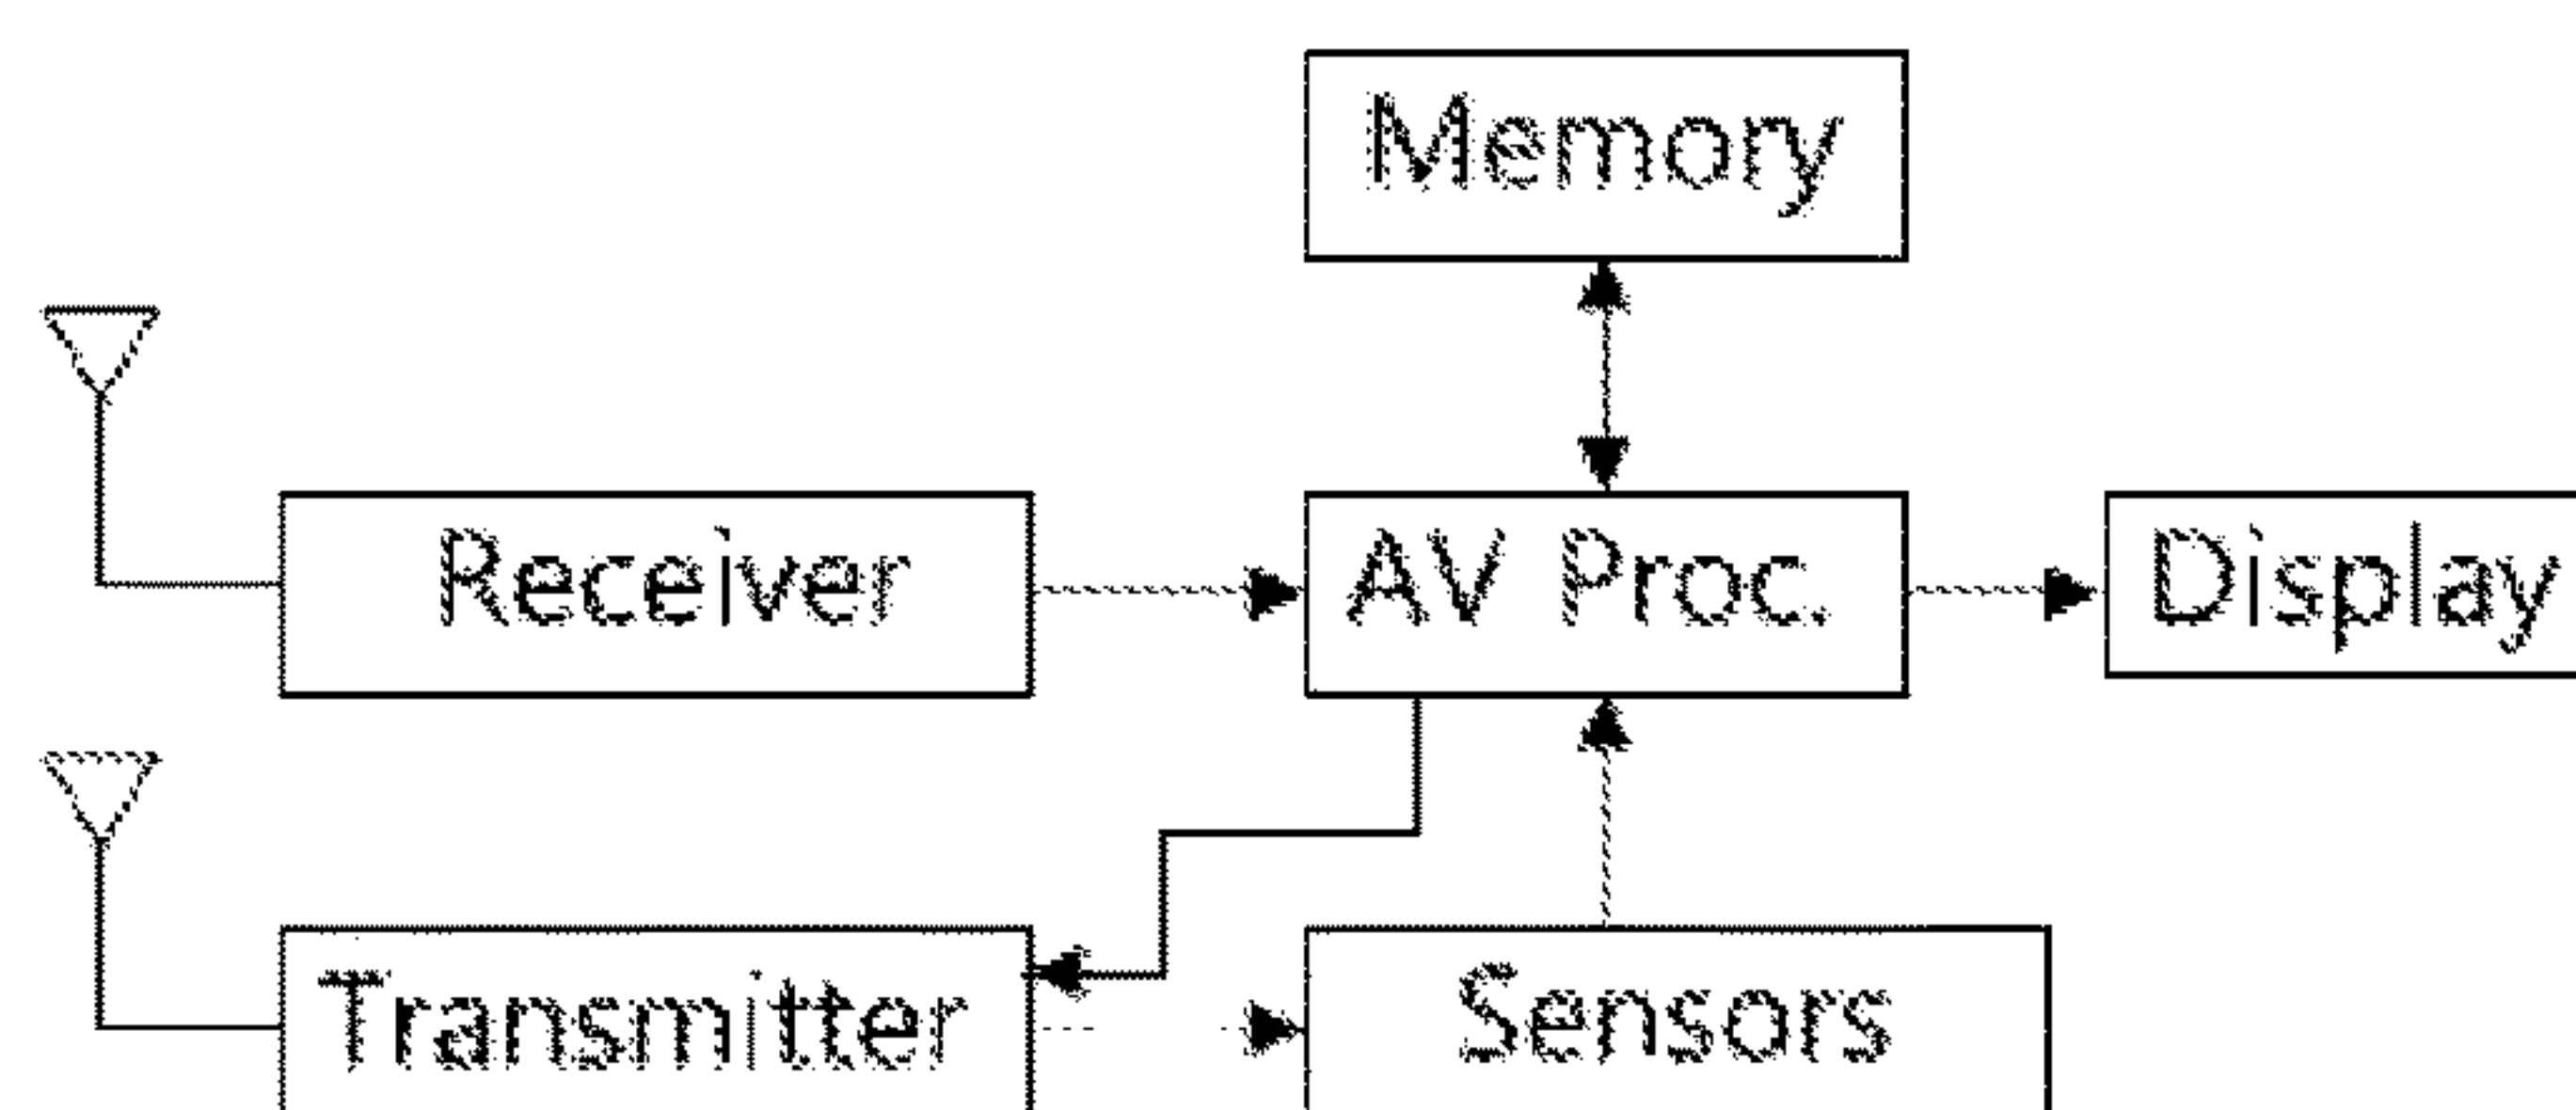 Memory
Receiver
AV Proc.
Display
Transmitter
Sensors